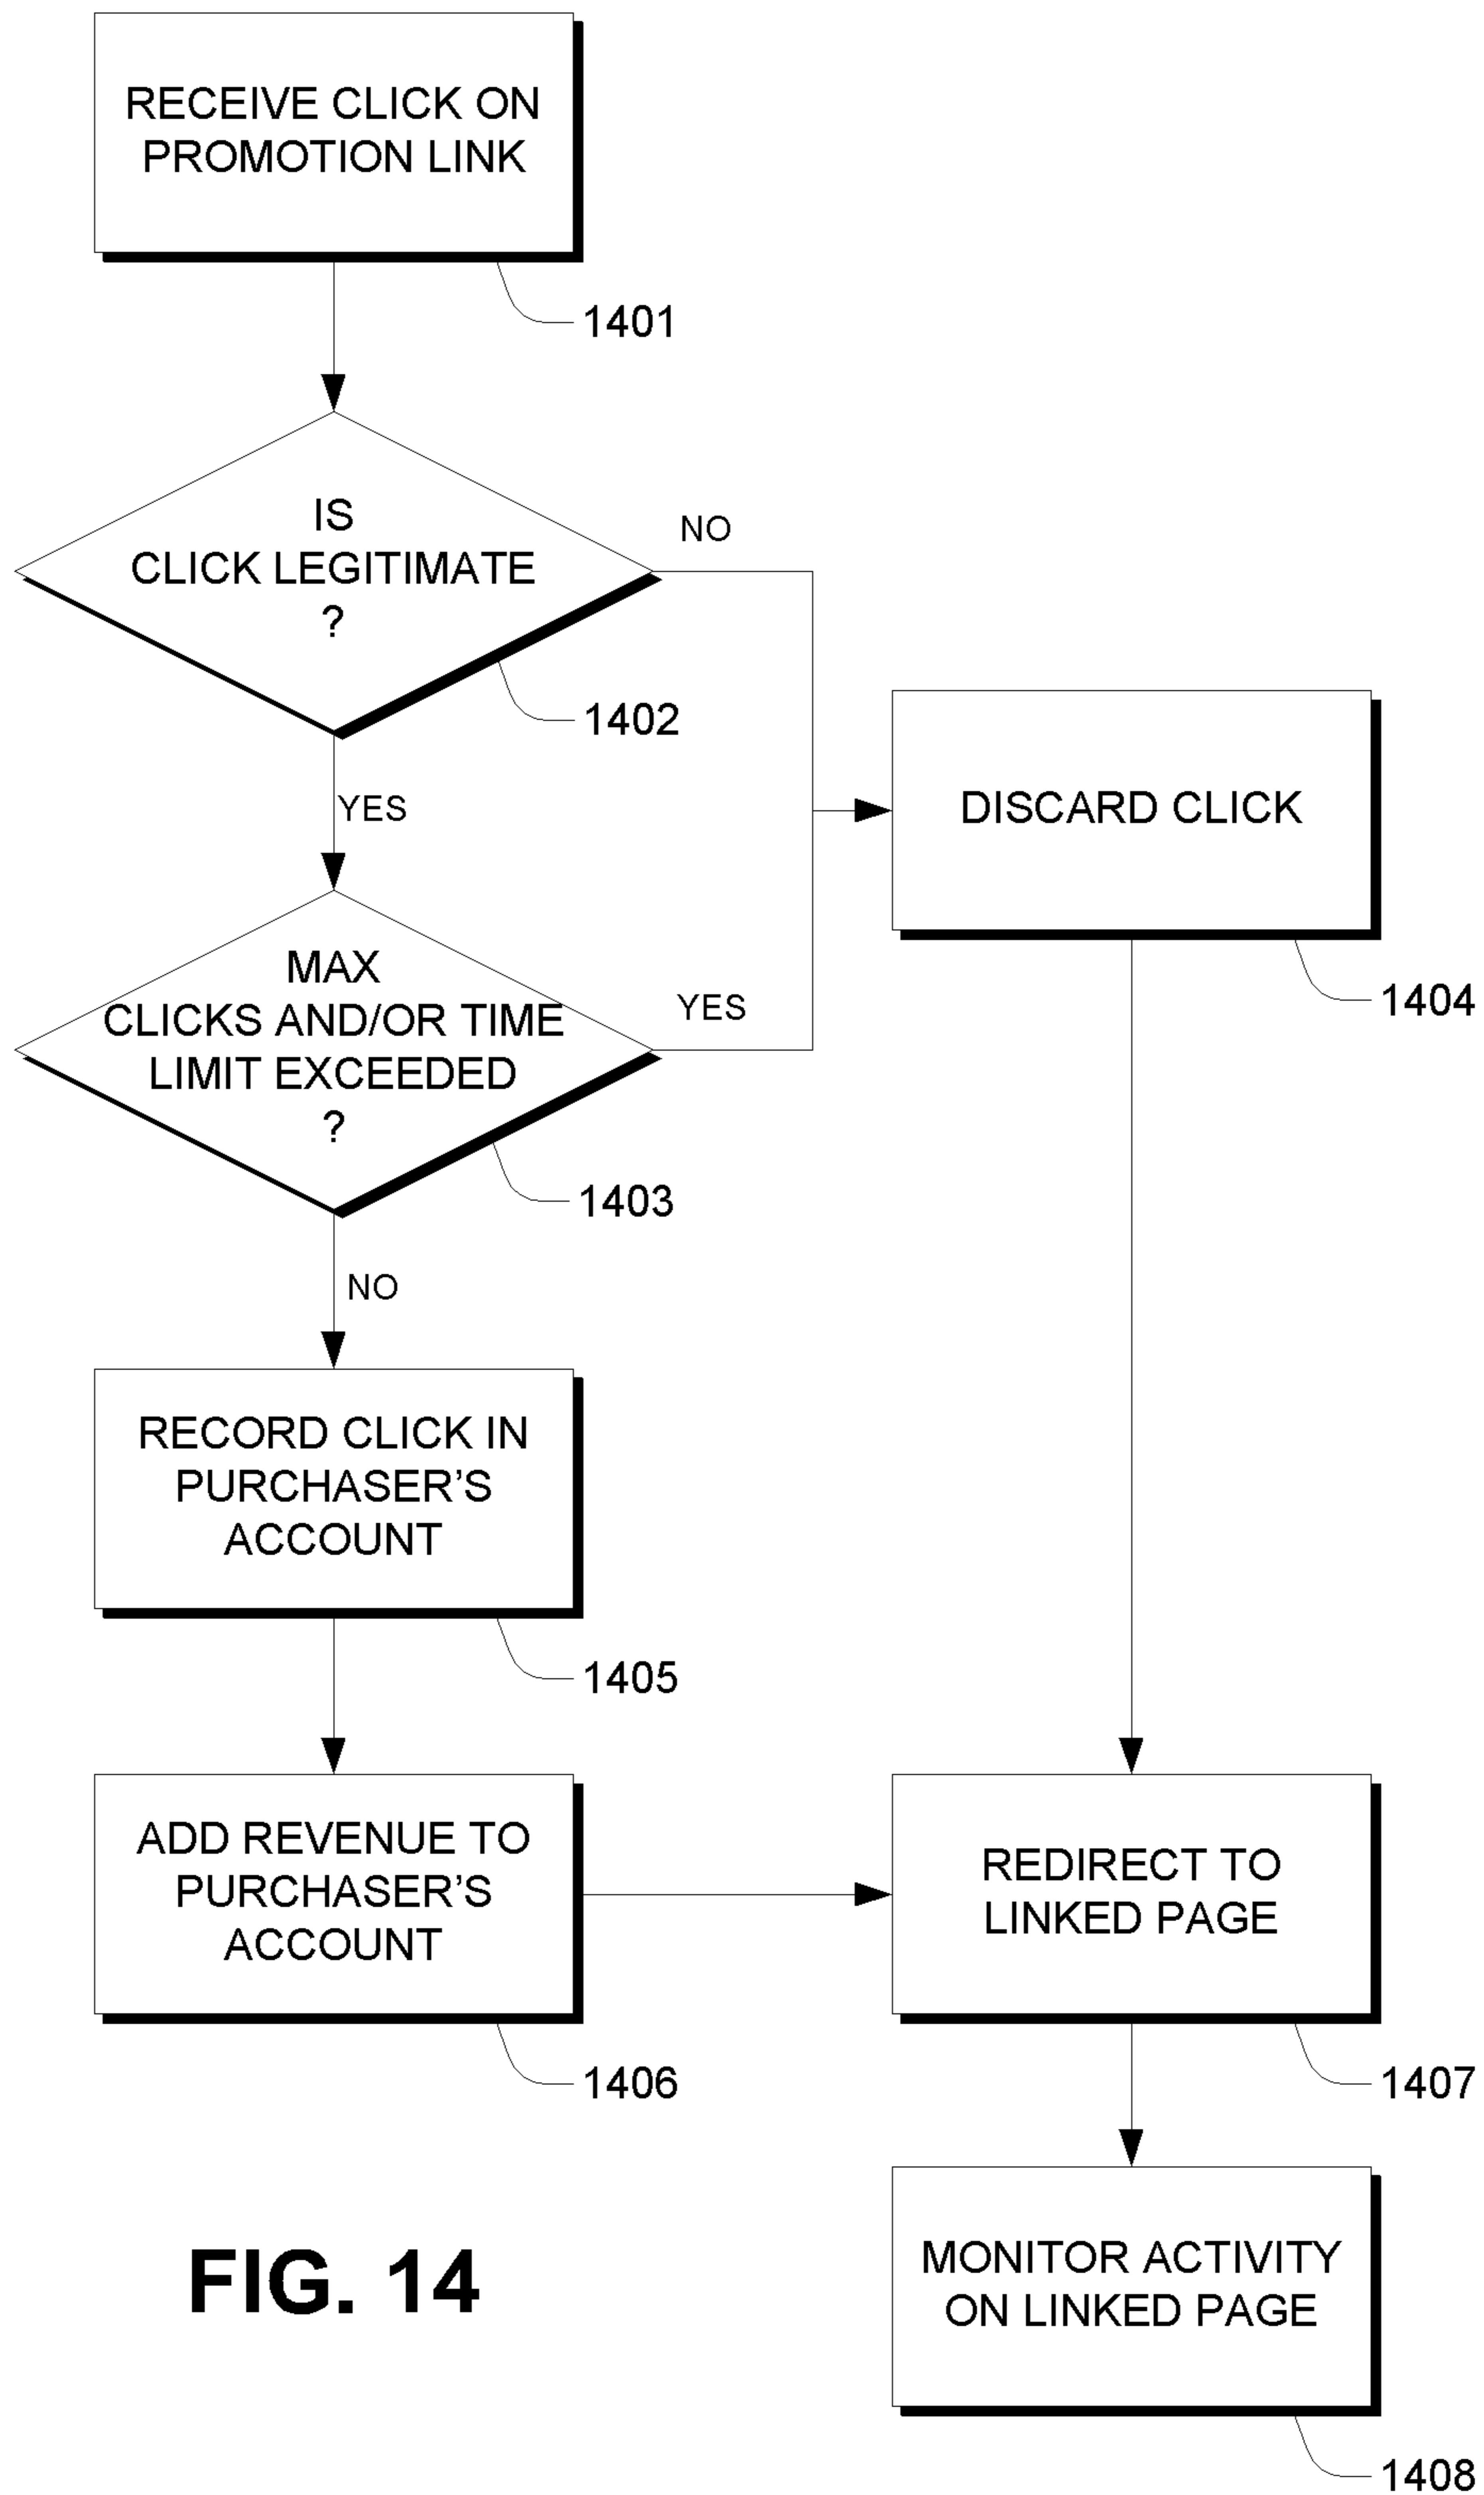 RECEIVE CLICK ON
PROMOTION LINK
1401
IS
CLICK LEGITIMATE
?
NO
1402
YES
DISCARD CLICK
1404
MAX
CLICKS AND/OR TIME
LIMIT EXCEEDED
?
YES
1403
NO
RECORD CLICK IN
PURCHASER'S
ACCOUNT
1405
ADD REVENUE TO
PURCHASER'S
ACCOUNT
1406
REDIRECT TO
LINKED PAGE
1407
MONITOR ACTIVITY
ON LINKED PAGE
1408
FIG. 14